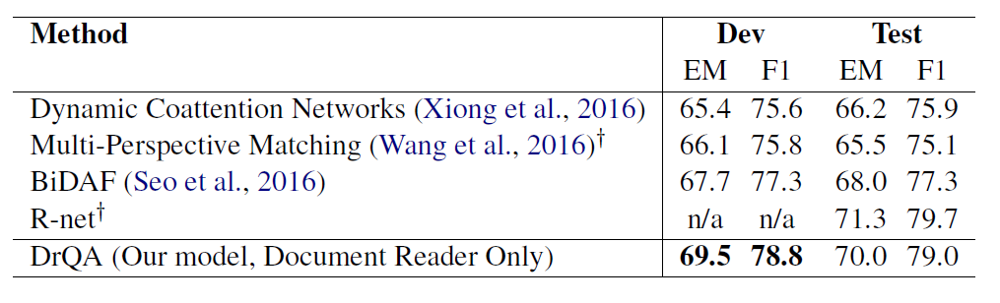 Method Dev Test
EM F1 EM F1
Dynamic Coattention Networks (Xiong et al., 2016) 65.4 75.6 66.2 75.9
Multi-Perspective Matching (Wang et al., 2016)† 66.1 75.8 65.5 75.1
BiDAF (Seo et al., 2016) 67.7 77.3 68.0 77.3
R-net† n/a n/a 71.3 79.7
DrQA (Our model, Document Reader Only) 69.5 78.8 70.0 79.0